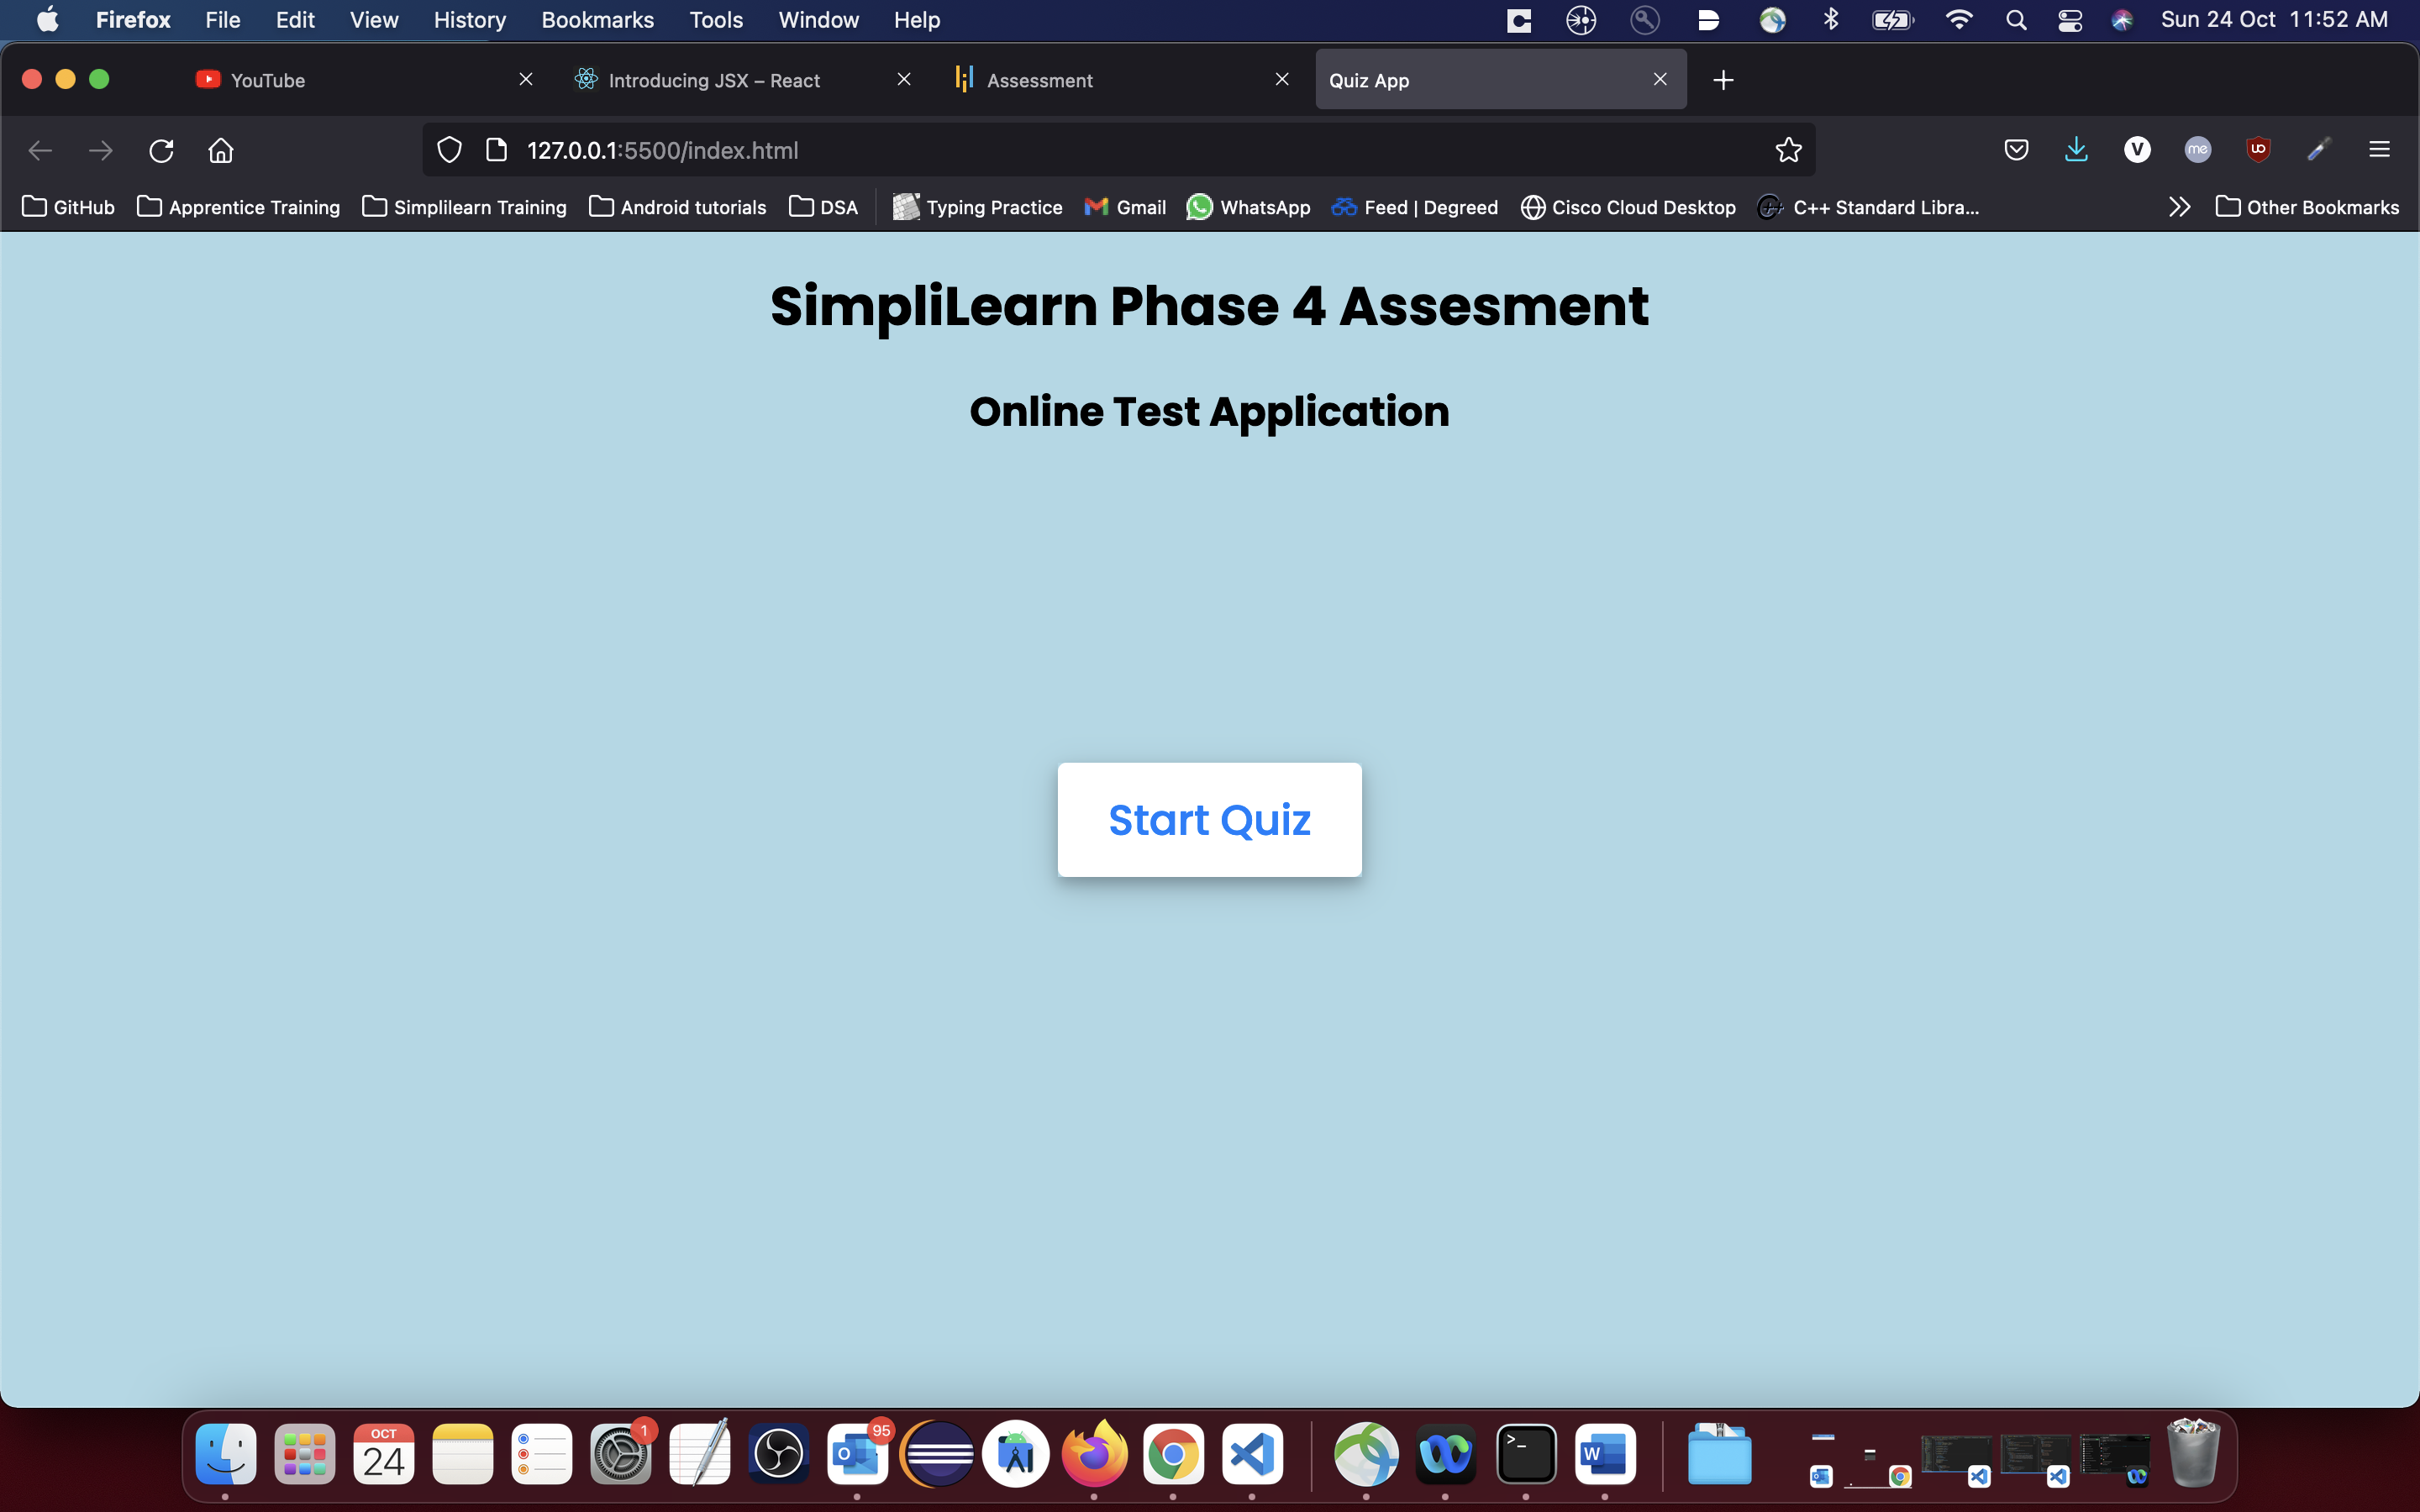 Firefox File Edit View History Bookmarks Tools Window Help Sun 24 Oct 11:52 AM
YouTube Introducing JSX – React Assessment Quiz App
127.0.0.1:5500/index.html
GitHub Apprentice Training Simplilearn Training Android tutorials DSA Typing Practice Gmail WhatsApp Feed | Degreed Cisco Cloud Desktop C++ Standard Libra... Other Bookmarks
SimpliLearn Phase 4 Assesment
Online Test Application
Start Quiz
OCT
24
1
95